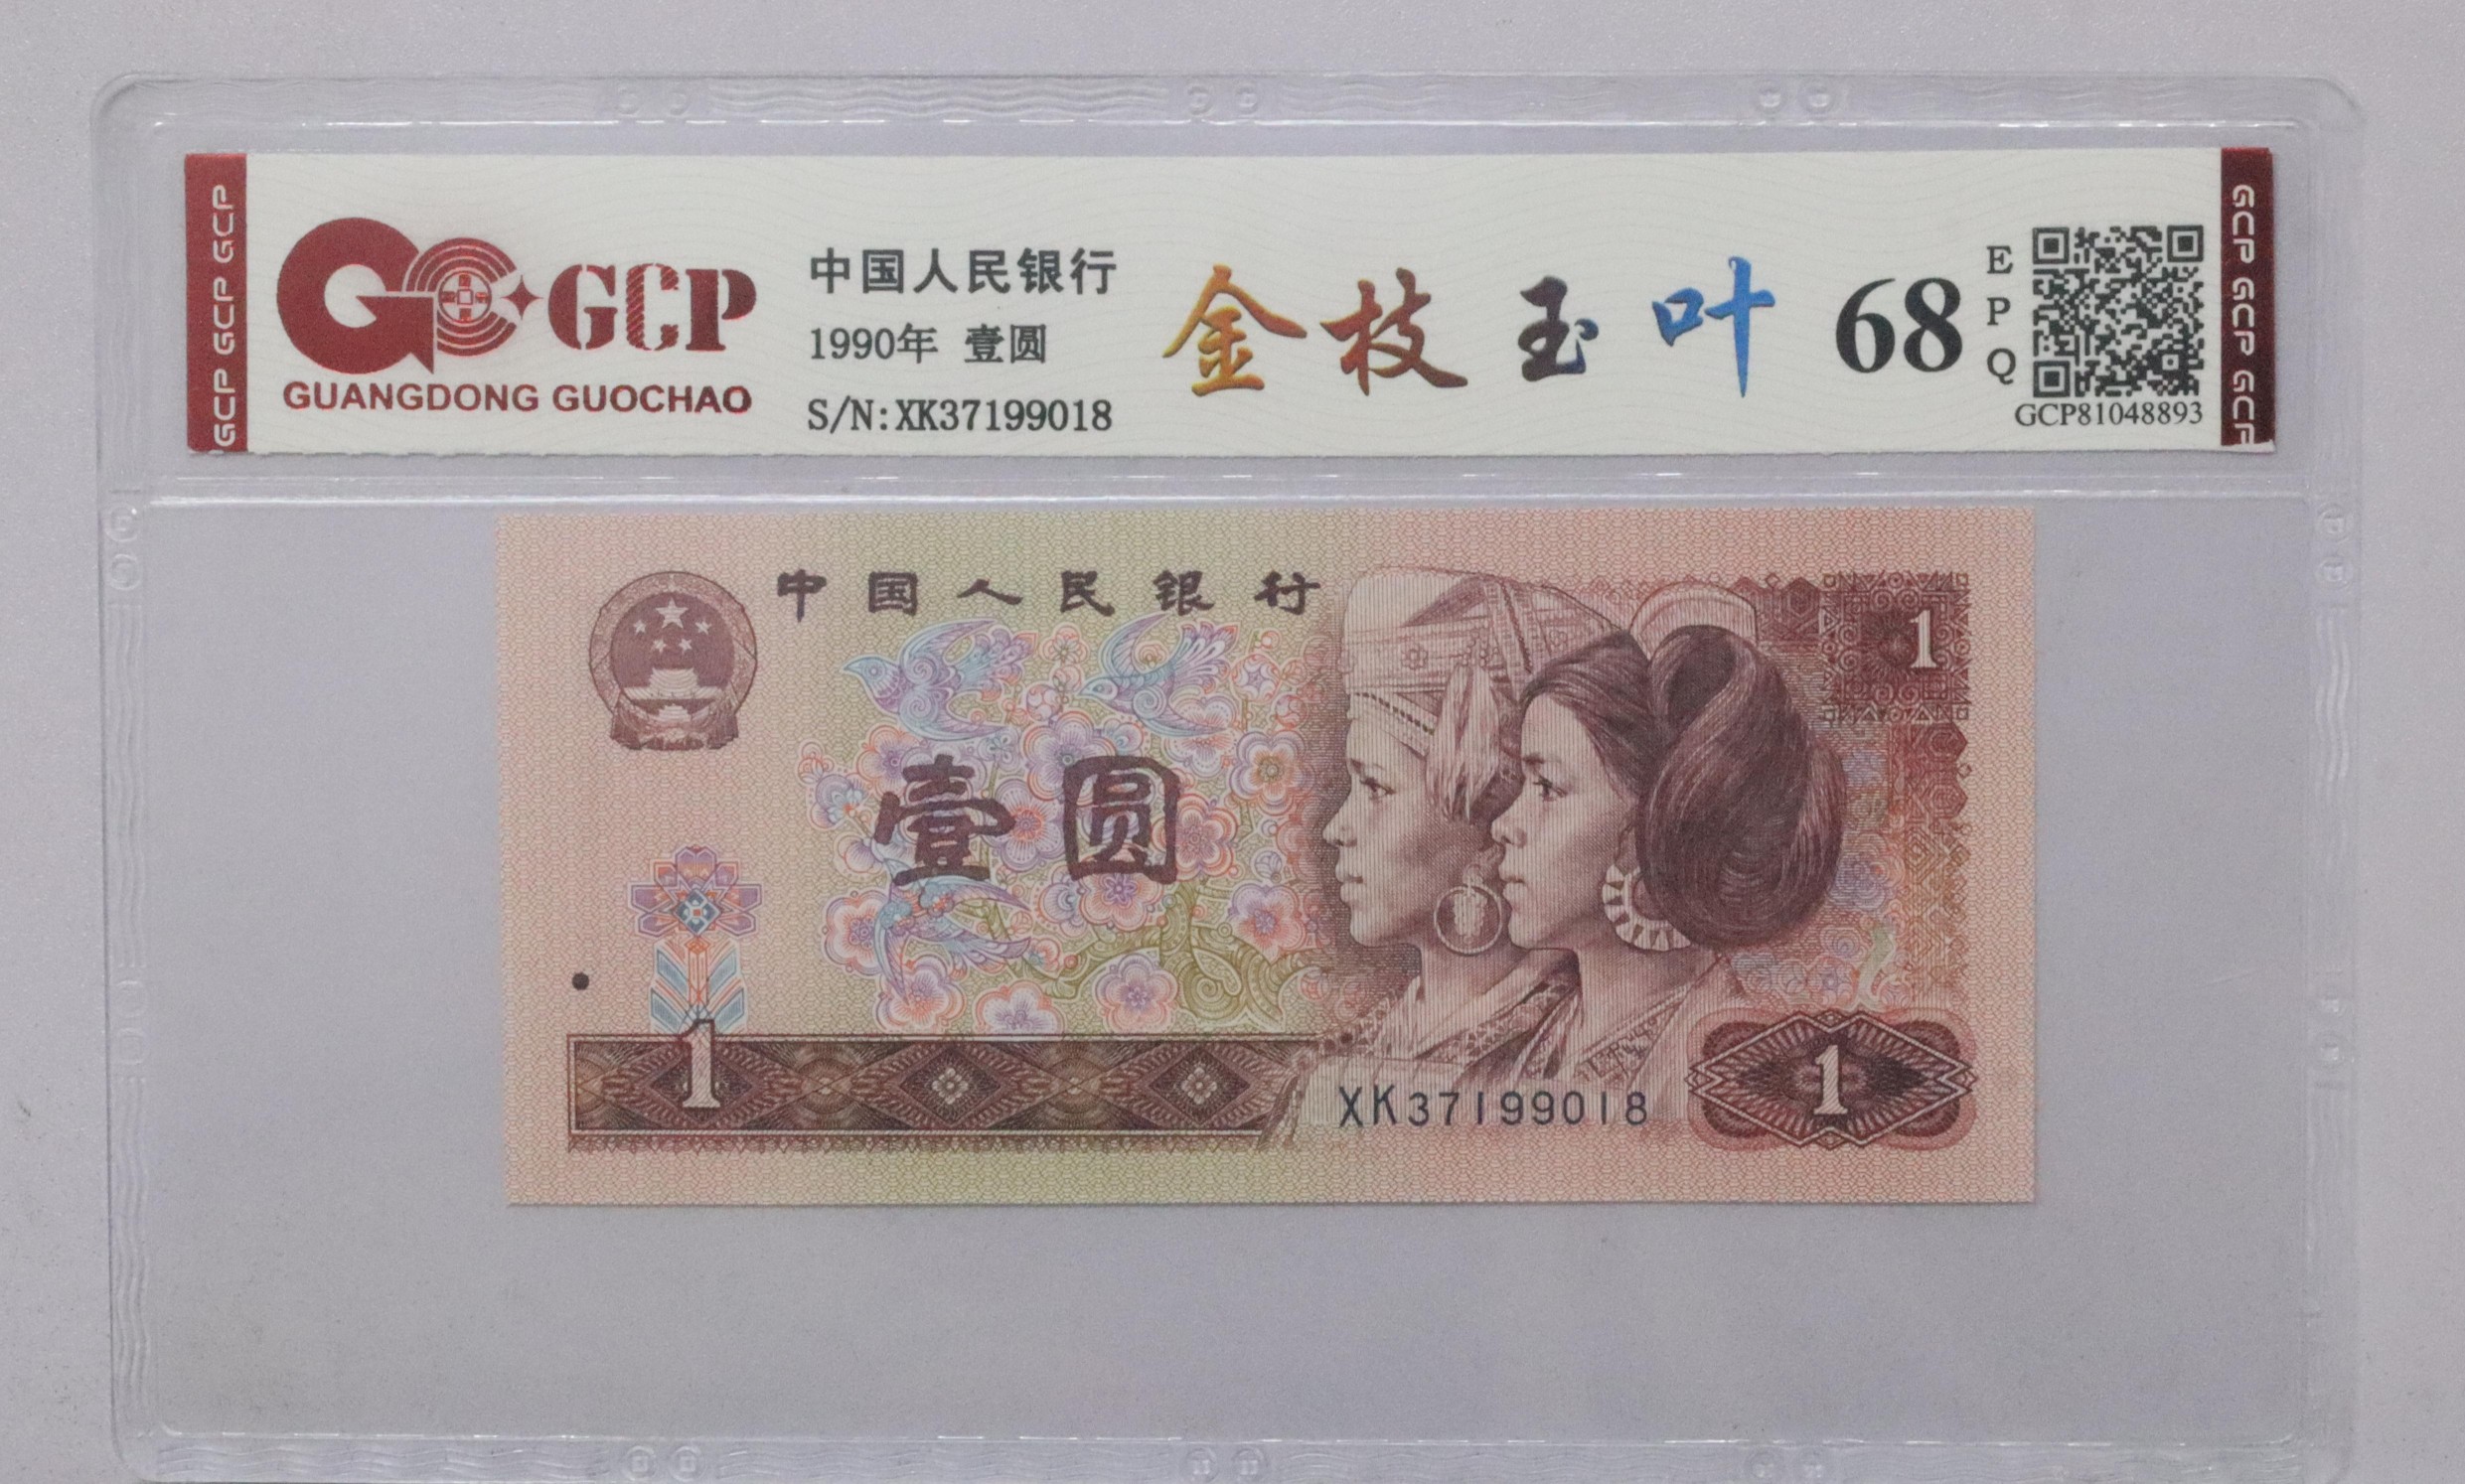 GCP GCP GCP
GCP
GUANGDONG GUOCHAO
中国人民银行
1990年 壹圆
S/N:XK37199018
金枝玉叶
68
E
P
Q
GCP81048893
GCP GCP GCP
中国人民银行
1
壹圆
1
XK37199018
1